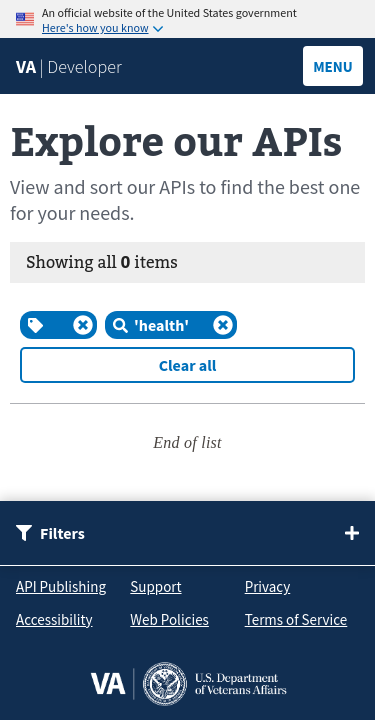 An official website of the United States government
Here's how you know
VA | Developer
MENU
Explore our APIs
View and sort our APIs to find the best one
for your needs.
Showing all 0 items
'health'
Clear all
End of list
Filters
API Publishing Support Privacy
Accessibility Web Policies Terms of Service
VA | U.S. Department
of Veterans Affairs